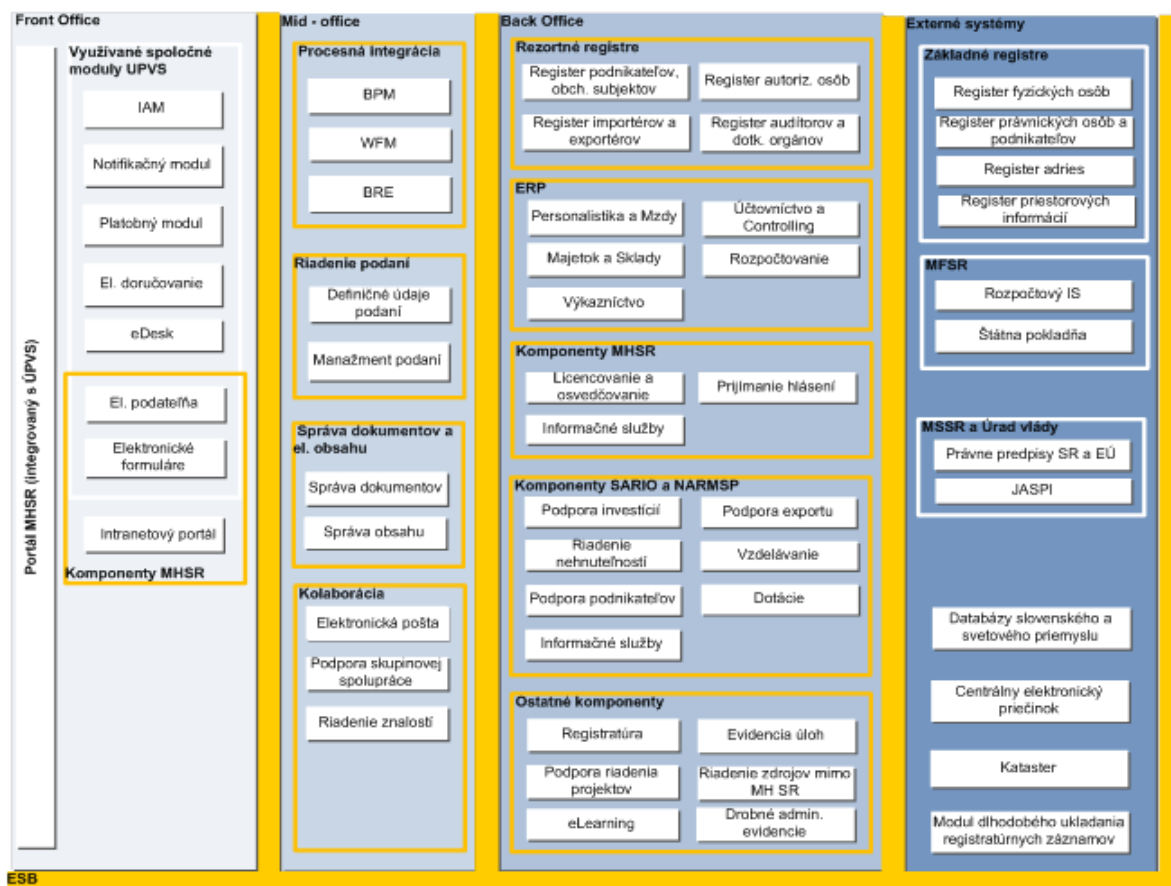 Front Office
Portál MHSR (integrovaný s ÚPVS)
Využívané spoločné
moduly UPVS
IAM
Notifikačný modul
Platobný modul
El. doručovanie
eDesk
El. podateľňa
Elektronické
formuláre
Intranetový portál
Komponenty MHSR
Mid - office
Procesná integrácia
BPM
WFM
BRE
Riadenie podaní
Definičné údaje
podaní
Manažment podaní
Správa dokumentov a
el. obsahu
Správa dokumentov
Správa obsahu
Kolaborácia
Elektronická pošta
Podpora skupinovej
spolupráce
Riadenie znalostí
Back Office
Rezortné registre
Register podnikateľov,
obch. subjektov
Register autoriz. osôb
Register importérov a
exportérov
Register audítorov a
dotk. orgánov
ERP
Personalistika a Mzdy
Účtovníctvo a
Controlling
Majetok a Sklady
Rozpočtovanie
Výkazníctvo
Komponenty MHSR
Licencovanie a
osvedčovanie
Prijímanie hlásení
Informačné služby
Komponenty SARIO a NARMSP
Podpora investícií
Podpora exportu
Riadenie
nehnuteľností
Vzdelávanie
Podpora podnikateľov
Dotácie
Informačné služby
Ostatné komponenty
Registratúra
Evidencia úloh
Podpora riadenia
projektov
Riadenie zdrojov mimo
MH SR
eLearning
Drobné admin.
evidencie
Externé systémy
Základné registre
Register fyzických osôb
Register právnických osôb a
podnikateľov
Register adries
Register priestorových
informácií
MFSR
Rozpočtový IS
Štátna pokladňa
MSSR a Úrad vlády
Právne predpisy SR a EÚ
JASPI
Databázy slovenského a
svetového priemyslu
Centrálny elektronický
priečinok
Kataster
Modul dlhodobého ukladania
registratúrnych záznamov
ESB